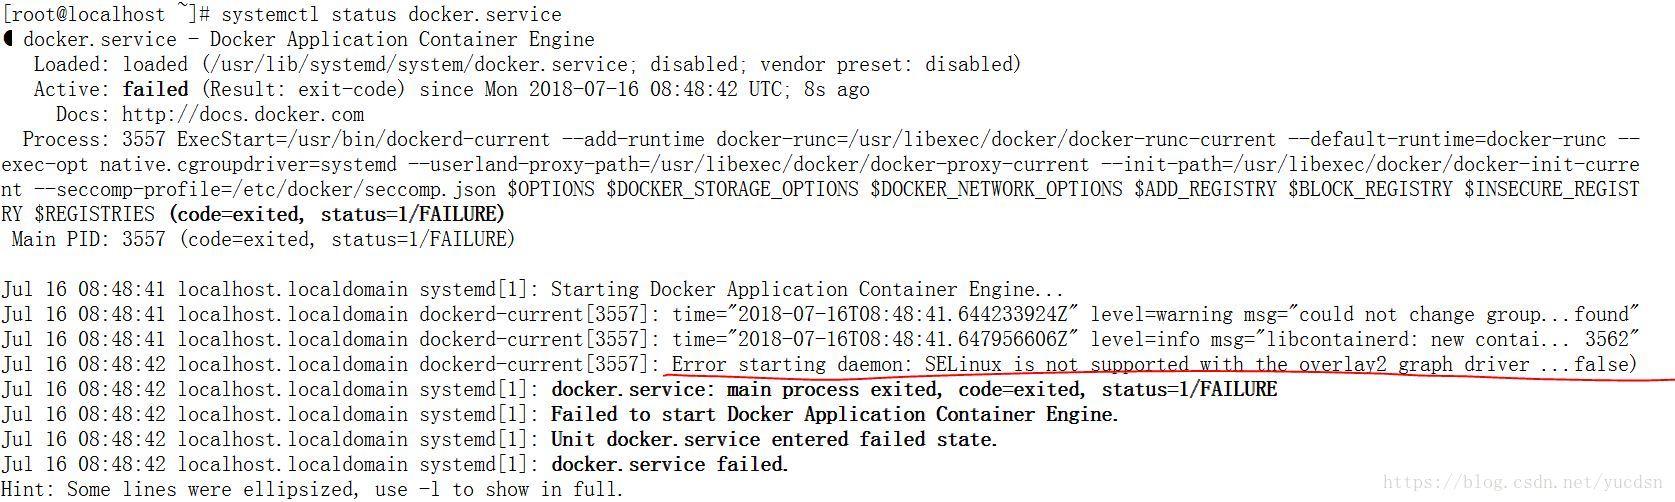 [root@localhost ~]# systemctl status docker.service
docker.service - Docker Application Container Engine
Loaded: loaded (/usr/lib/systemd/system/docker.service; disabled; vendor preset: disabled)
Active: failed (Result: exit-code) since Mon 2018-07-16 08:48:42 UTC; 8s ago
Docs: http://docs.docker.com
Process: 3557 ExecStart=/usr/bin/dockerd-current --add-runtime docker-runc=/usr/libexec/docker/docker-runc-current --default-runtime=docker-runc --
exec-opt native.cgroupdriver=systemd --userland-proxy-path=/usr/libexec/docker/docker-proxy-current --init-path=/usr/libexec/docker/docker-init-curre
nt --seccomp-profile=/etc/docker/seccomp.json $OPTIONS $DOCKER_STORAGE_OPTIONS $DOCKER_NETWORK_OPTIONS $ADD_REGISTRY $BLOCK_REGISTRY $INSECURE_REGIST
RY $REGISTRIES (code=exited, status=1/FAILURE)
Main PID: 3557 (code=exited, status=1/FAILURE)
Jul 16 08:48:41 localhost.localdomain systemd[1]: Starting Docker Application Container Engine...
Jul 16 08:48:41 localhost.localdomain dockerd-current[3557]: time="2018-07-16T08:48:41.644233924Z" level=warning msg="could not change group...found"
Jul 16 08:48:41 localhost.localdomain dockerd-current[3557]: time="2018-07-16T08:48:41.647956606Z" level=info msg="libcontainerd: new contai... 3562"
Jul 16 08:48:42 localhost.localdomain dockerd-current[3557]: Error starting daemon: SELinux is not supported with the overlay2 graph driver ...false)
Jul 16 08:48:42 localhost.localdomain systemd[1]: docker.service: main process exited, code=exited, status=1/FAILURE
Jul 16 08:48:42 localhost.localdomain systemd[1]: Failed to start Docker Application Container Engine.
Jul 16 08:48:42 localhost.localdomain systemd[1]: Unit docker.service entered failed state.
Jul 16 08:48:42 localhost.localdomain systemd[1]: docker.service failed.
Hint: Some lines were ellipsized, use -l to show in full.
https://blog.csdn.net/yucdsn